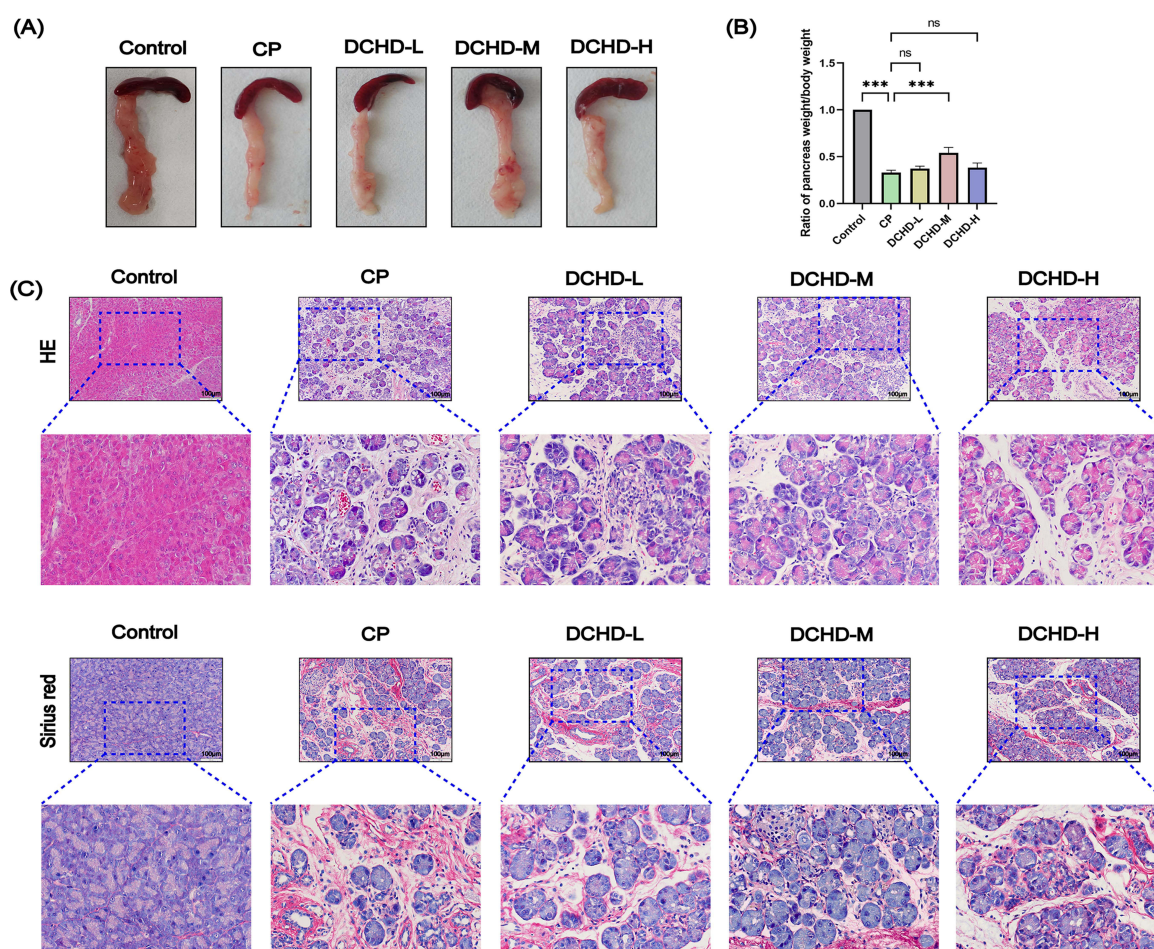 (A)
Control
CP
DCHD-L
DCHD-M
DCHD-H
(B)
ns
ns
***
***
Ratio of pancreas weight/body weight
1.5
1.0
0.5
0.0
Control
CP
DCHD-L
DCHD-M
DCHD-H
(C)
Control
CP
DCHD-L
DCHD-M
DCHD-H
HE
100μm
100μm
100μm
100μm
100μm
Control
CP
DCHD-L
DCHD-M
DCHD-H
Sirius red
100μm
100μm
100μm
100μm
100μm